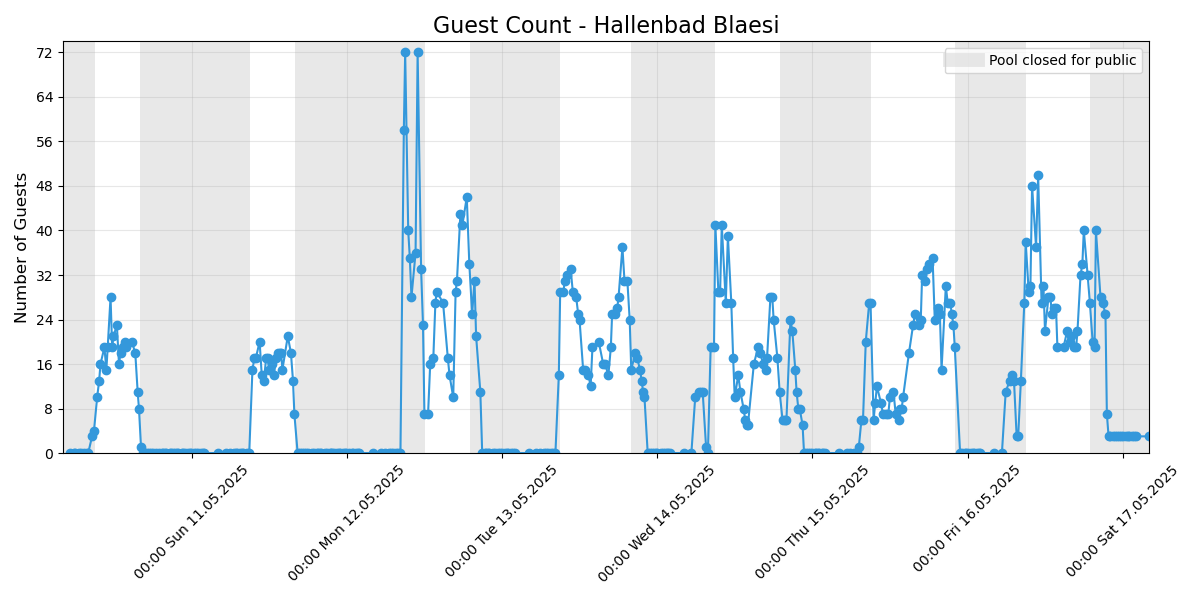 Guest Count - Hallenbad Blaesi
Pool closed for public
Number of Guests
72
64
56
48
40
32
24
16
8
0
00:00 Sun 11.05.2025
00:00 Mon 12.05.2025
00:00 Tue 13.05.2025
00:00 Wed 14.05.2025
00:00 Thu 15.05.2025
00:00 Fri 16.05.2025
00:00 Sat 17.05.2025